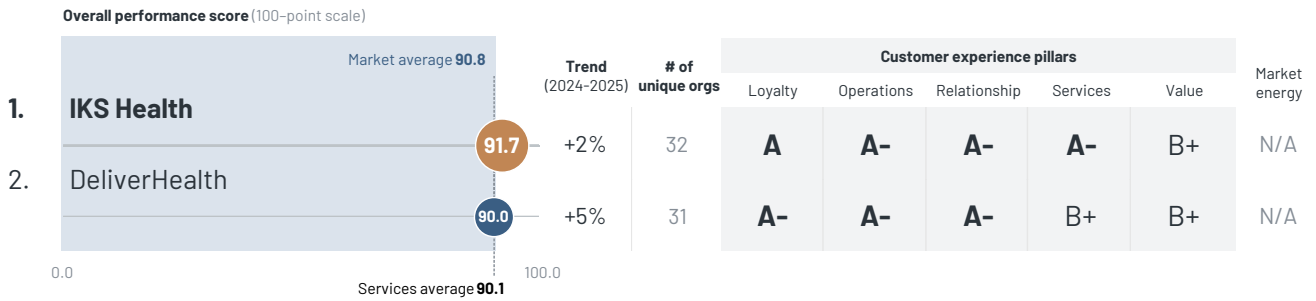 Overall performance score (100–point scale)
Market average 90.8
Trend
(2024-2025)
# of
unique orgs
Customer experience pillars
Loyalty Operations Relationship Services Value
Market
energy
1. IKS Health
91.7 +2% 32 A A- A- A- B+ N/A
2. DeliverHealth
90.0 +5% 31 A- A- A- B+ B+ N/A
0.0 100.0
Services average 90.1